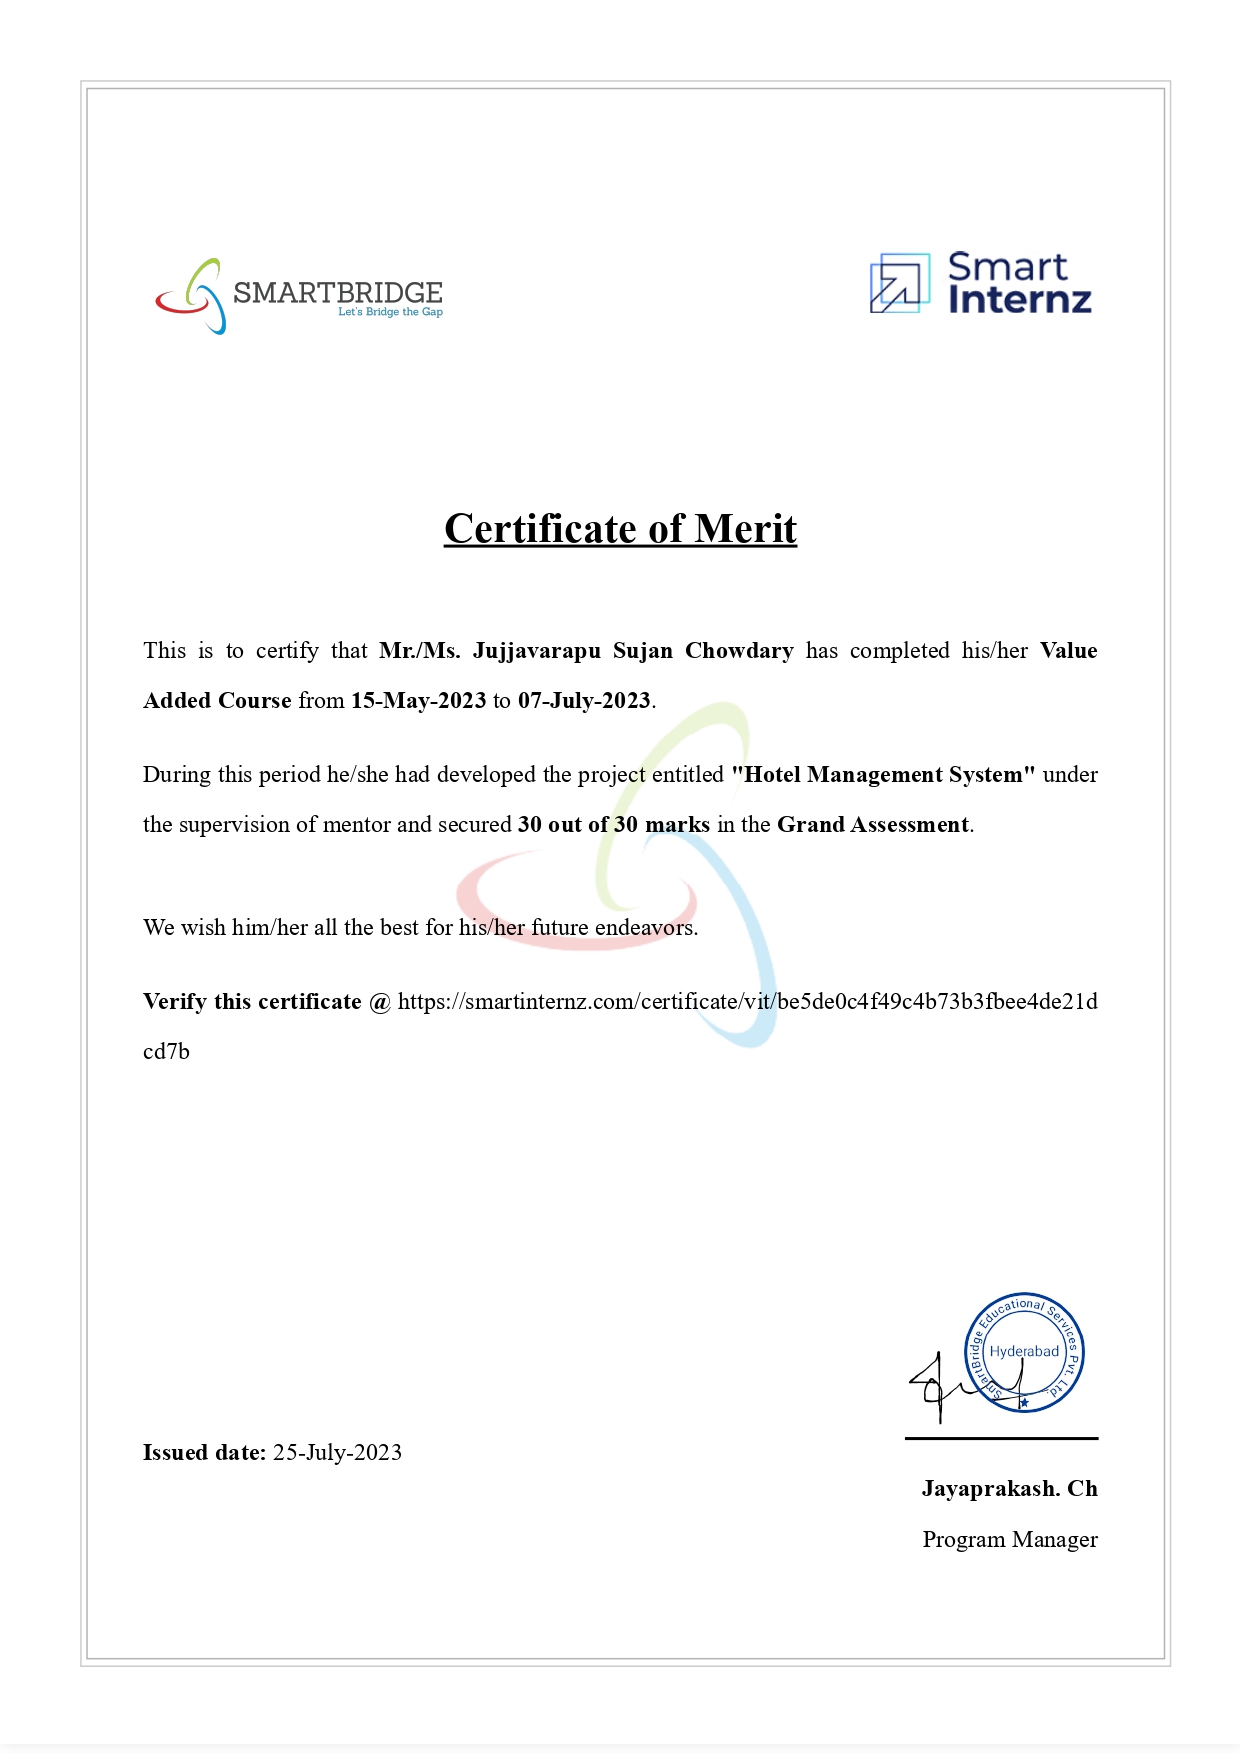 SMARTBRIDGE
Let's Bridge the Gap
Smart
Internz
Certificate of Merit
This is to certify that Mr./Ms. Jujjavarapu Sujan Chowdary has completed his/her Value
Added Course from 15-May-2023 to 07-July-2023.
During this period he/she had developed the project entitled "Hotel Management System" under
the supervision of mentor and secured 30 out of 30 marks in the Grand Assessment.
We wish him/her all the best for his/her future endeavors.
Verify this certificate @ https://smartinternz.com/certificate/vit/be5de0c4f49c4b73b3fbee4de21d
cd7b
SmartBridge Educational Services Pvt. Ltd.
Hyderabad
Issued date: 25-July-2023
Jayaprakash. Ch
Program Manager